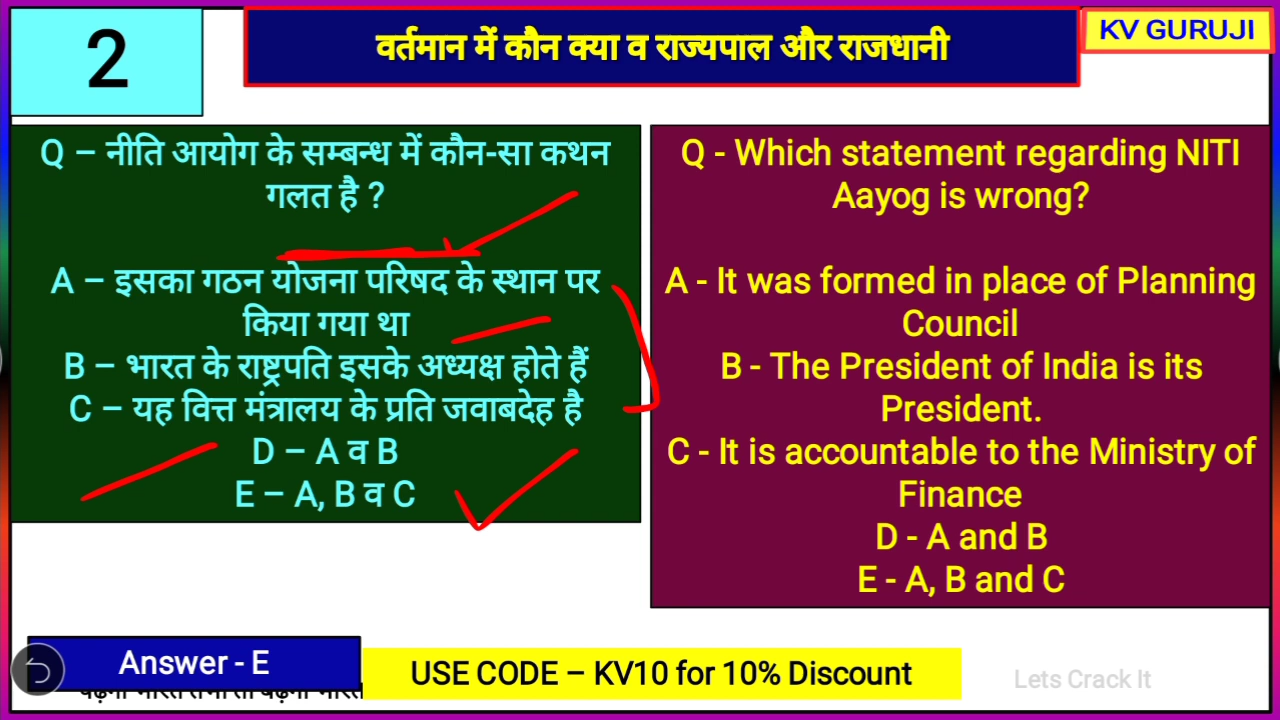 2
वर्तमान में कौन क्या व राज्यपाल और राजधानी
KV GURUJI
Q – नीति आयोग के सम्बन्ध में कौन-सा कथन
गलत है ?
A – इसका गठन योजना परिषद के स्थान पर
किया गया था
B – भारत के राष्ट्रपति इसके अध्यक्ष होते हैं
C – यह वित्त मंत्रालय के प्रति जवाबदेह है
D – A व B
E – A, B व C
Q - Which statement regarding NITI
Aayog is wrong?
A - It was formed in place of Planning
Council
B - The President of India is its
President.
C - It is accountable to the Ministry of
Finance
D - A and B
E - A, B and C
Answer - E
USE CODE – KV10 for 10% Discount
Lets Crack It